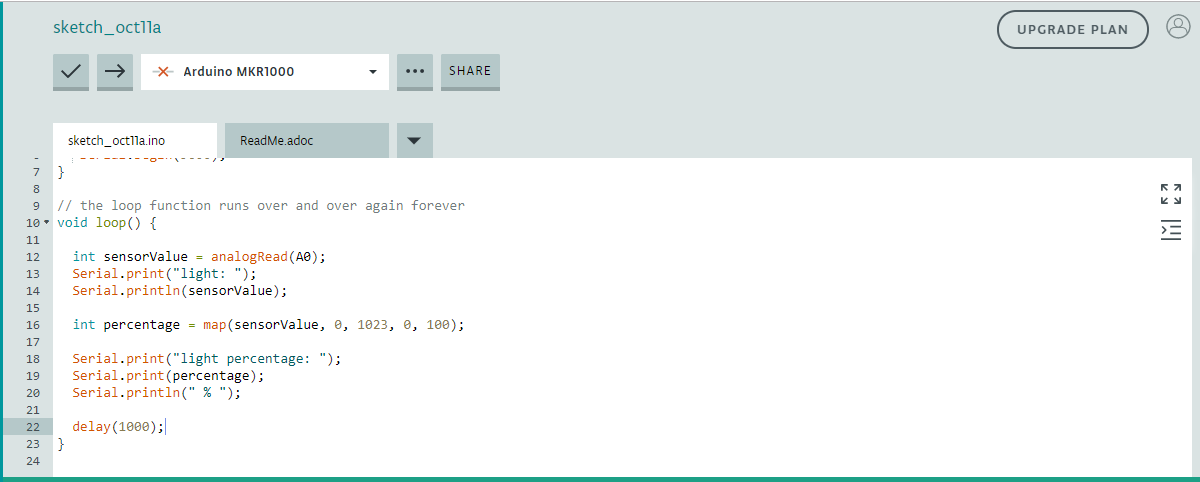 sketch_oct11a
UPGRADE PLAN
Arduino MKR1000
SHARE
sketch_oct11a.ino
ReadMe.adoc
7 }
8
9 // the loop function runs over and over again forever
10 void loop() {
11
12 int sensorValue = analogRead(A0);
13 Serial.print("light: ");
14 Serial.println(sensorValue);
15
16 int percentage = map(sensorValue, 0, 1023, 0, 100);
17
18 Serial.print("light percentage: ");
19 Serial.print(percentage);
20 Serial.println(" % ");
21
22 delay(1000);
23 }
24